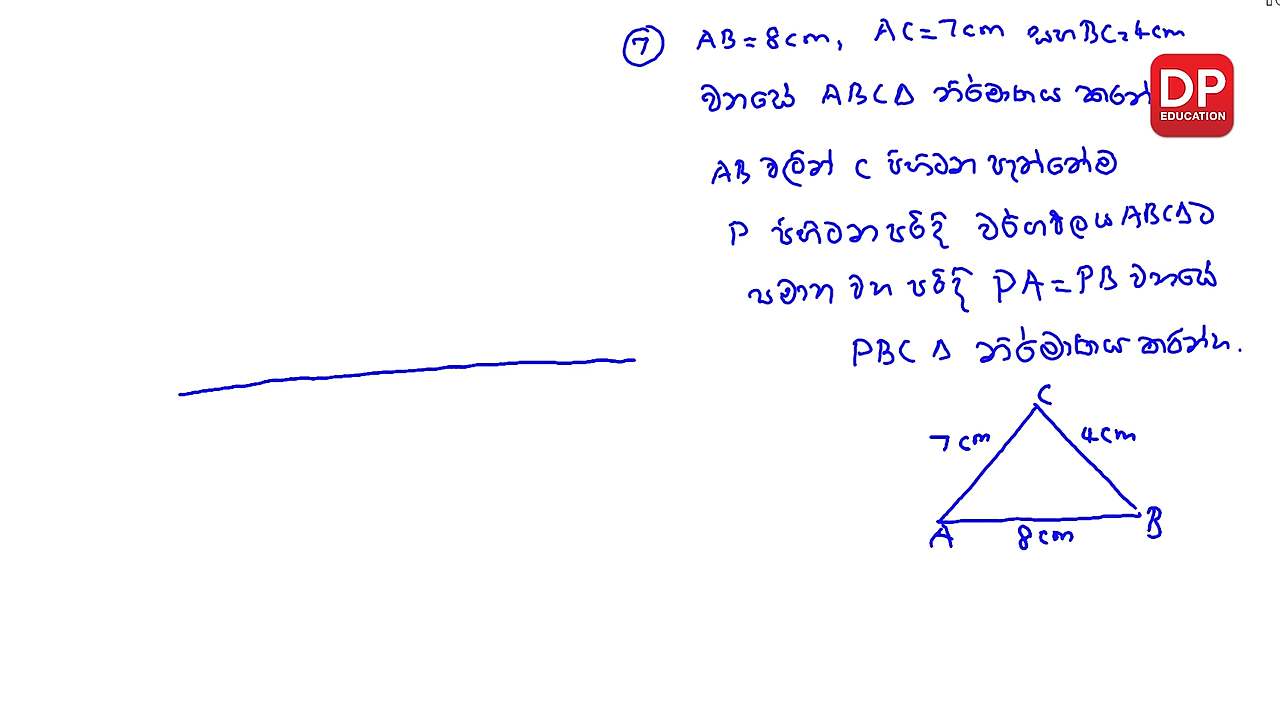 7 AB = 8cm, AC = 7cm සහ BC = 4cm
DP
EDUCATION
වනසේ ABC∆ නිර්මාණය කරන්
AB වලින් C පිහිටන පැත්තේම
P පිහිටන පරිදි වර්ගඵලය ABC∆ ට
සමාන වන පරිදි PA = PB වනසේ
PBC ∆ නිර්මාණය කරන්න.
C
7cm 4cm
A B
8cm